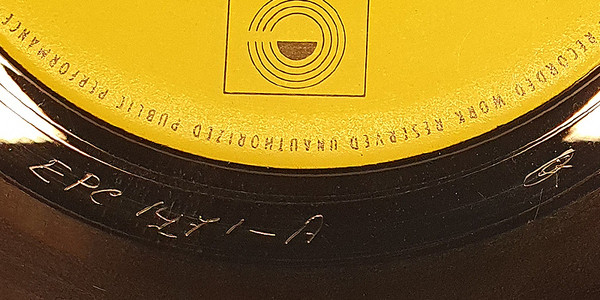 RECORDED WORK RESERVED UNAUTHORIZED PUBLIC PERFORMANCE
EPC 1471-A